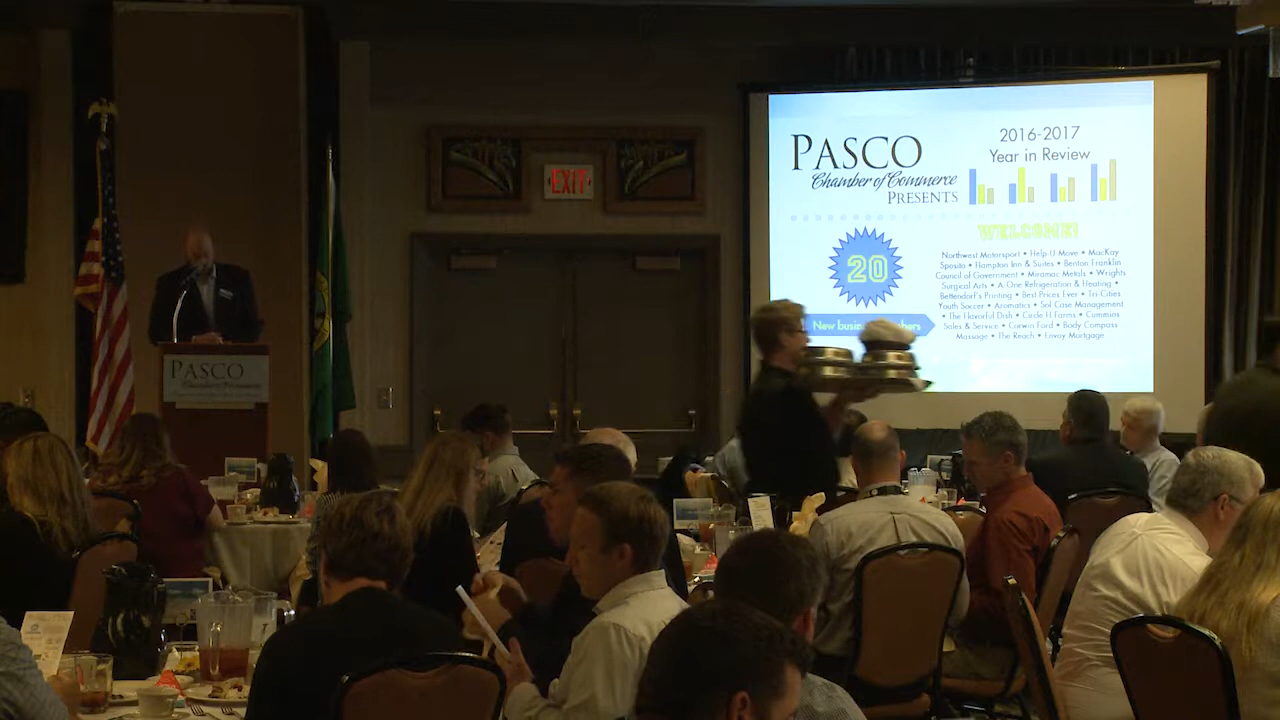 PASCO
Chamber of Commerce
PRESENTS
2016-2017
Year in Review
WELCOME!
20
New business members
Northwest Motorsport • Help U Move • MacKay
Sposito • Hampton Inn & Suites • Benton Franklin
Council of Government • Miramac Metals • Wrights
Surgical Arts • A One Refrigeration & Heating •
Bettendorf's Printing • Best Prices Ever • Tri Cities
Youth Soccer • Aromatics • Sol Case Management
• The Flavorful Dish • Circle H Farms • Cummins
Sales & Service • Corwin Ford • Body Compass
Massage • The Reach • Envoy Mortgage
EXIT
PASCO
Chamber of Commerce